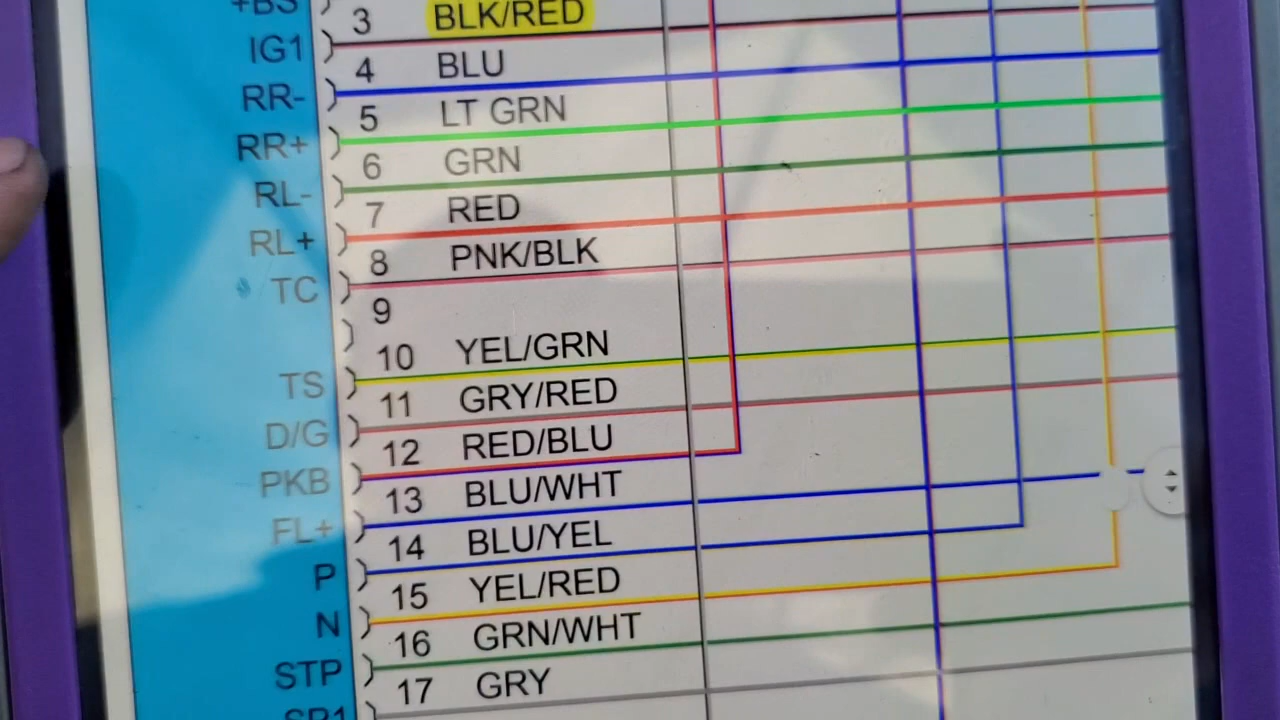 +BS
3 BLK/RED
IG1
4 BLU
RR-
5 LT GRN
RR+
6 GRN
RL-
7 RED
RL+
8 PNK/BLK
TC
9
10 YEL/GRN
TS
11 GRY/RED
D/G
12 RED/BLU
PKB
13 BLU/WHT
FL+
14 BLU/YEL
P
15 YEL/RED
N
16 GRN/WHT
STP
17 GRY
SP1